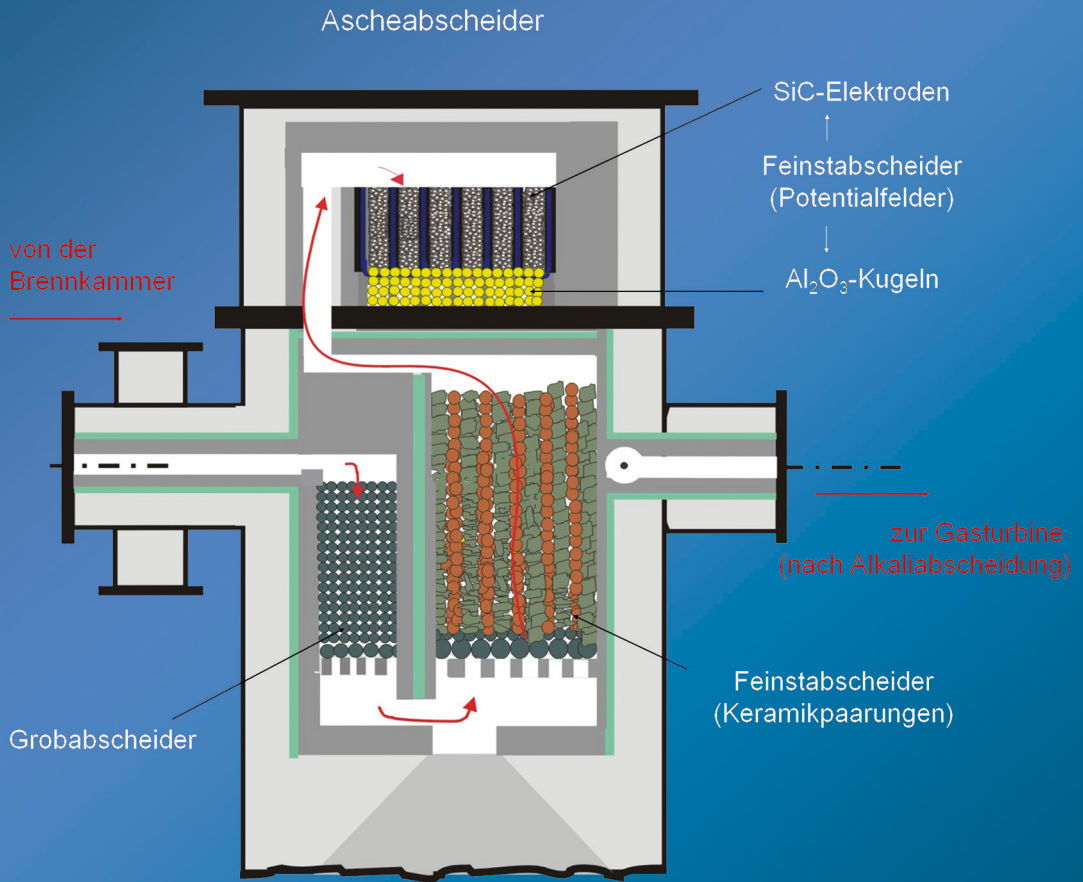 Ascheabscheider
SiC-Elektroden
Feinstabscheider
(Potentialfelder)
Al₂O₃-Kugeln
von der
Brennkammer
zur Gasturbine
(nach Alkaliabscheidung)
Feinstabscheider
(Keramikpaarungen)
Grobabscheider